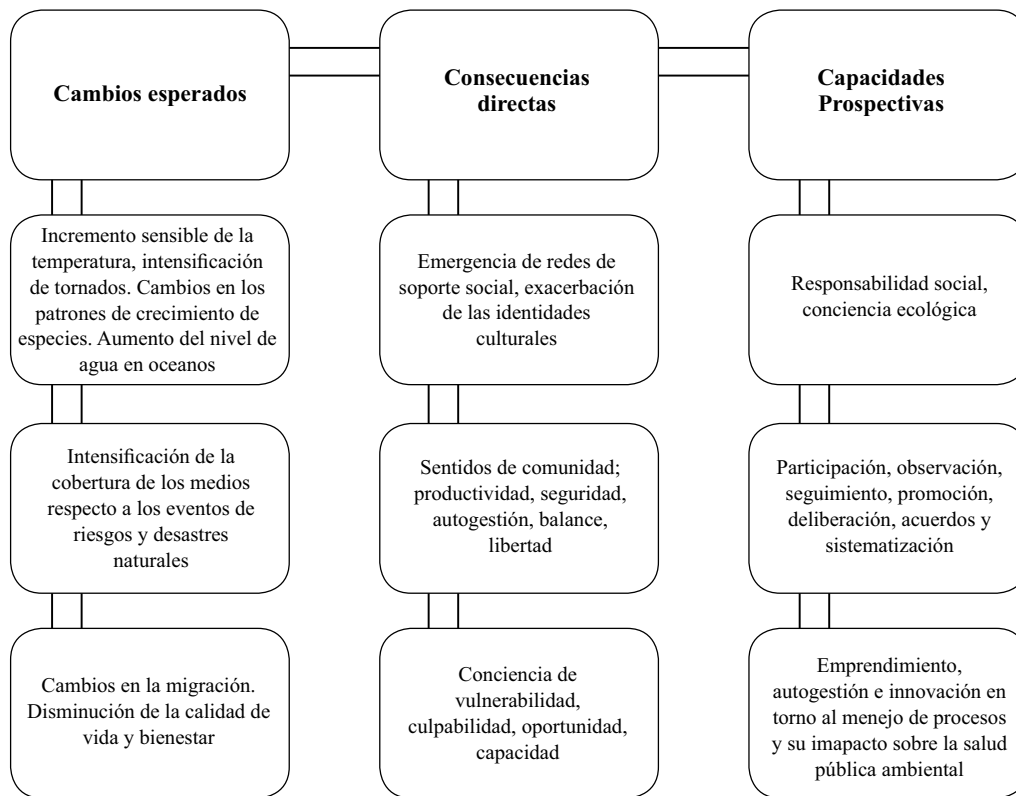 Cambios esperados
Consecuencias
directas
Capacidades
Prospectivas
Incremento sensible de la
temperatura, intensificación
de tornados. Cambios en los
patrones de crecimiento de
especies. Aumento del nivel de
agua en oceanos
Emergencia de redes de
soporte social, exacerbación
de las identidades
culturales
Responsabilidad social,
conciencia ecológica
Intensificación de la
cobertura de los medios
respecto a los eventos de
riesgos y desastres
naturales
Sentidos de comunidad;
productividad, seguridad,
autogestión, balance,
libertad
Participación, observación,
seguimiento, promoción,
deliberación, acuerdos y
sistematización
Cambios en la migración.
Disminución de la calidad de
vida y bienestar
Conciencia de
vulnerabilidad,
culpabilidad, oportunidad,
capacidad
Emprendimiento,
autogestión e innovación en
torno al menejo de procesos
y su imapacto sobre la salud
pública ambiental